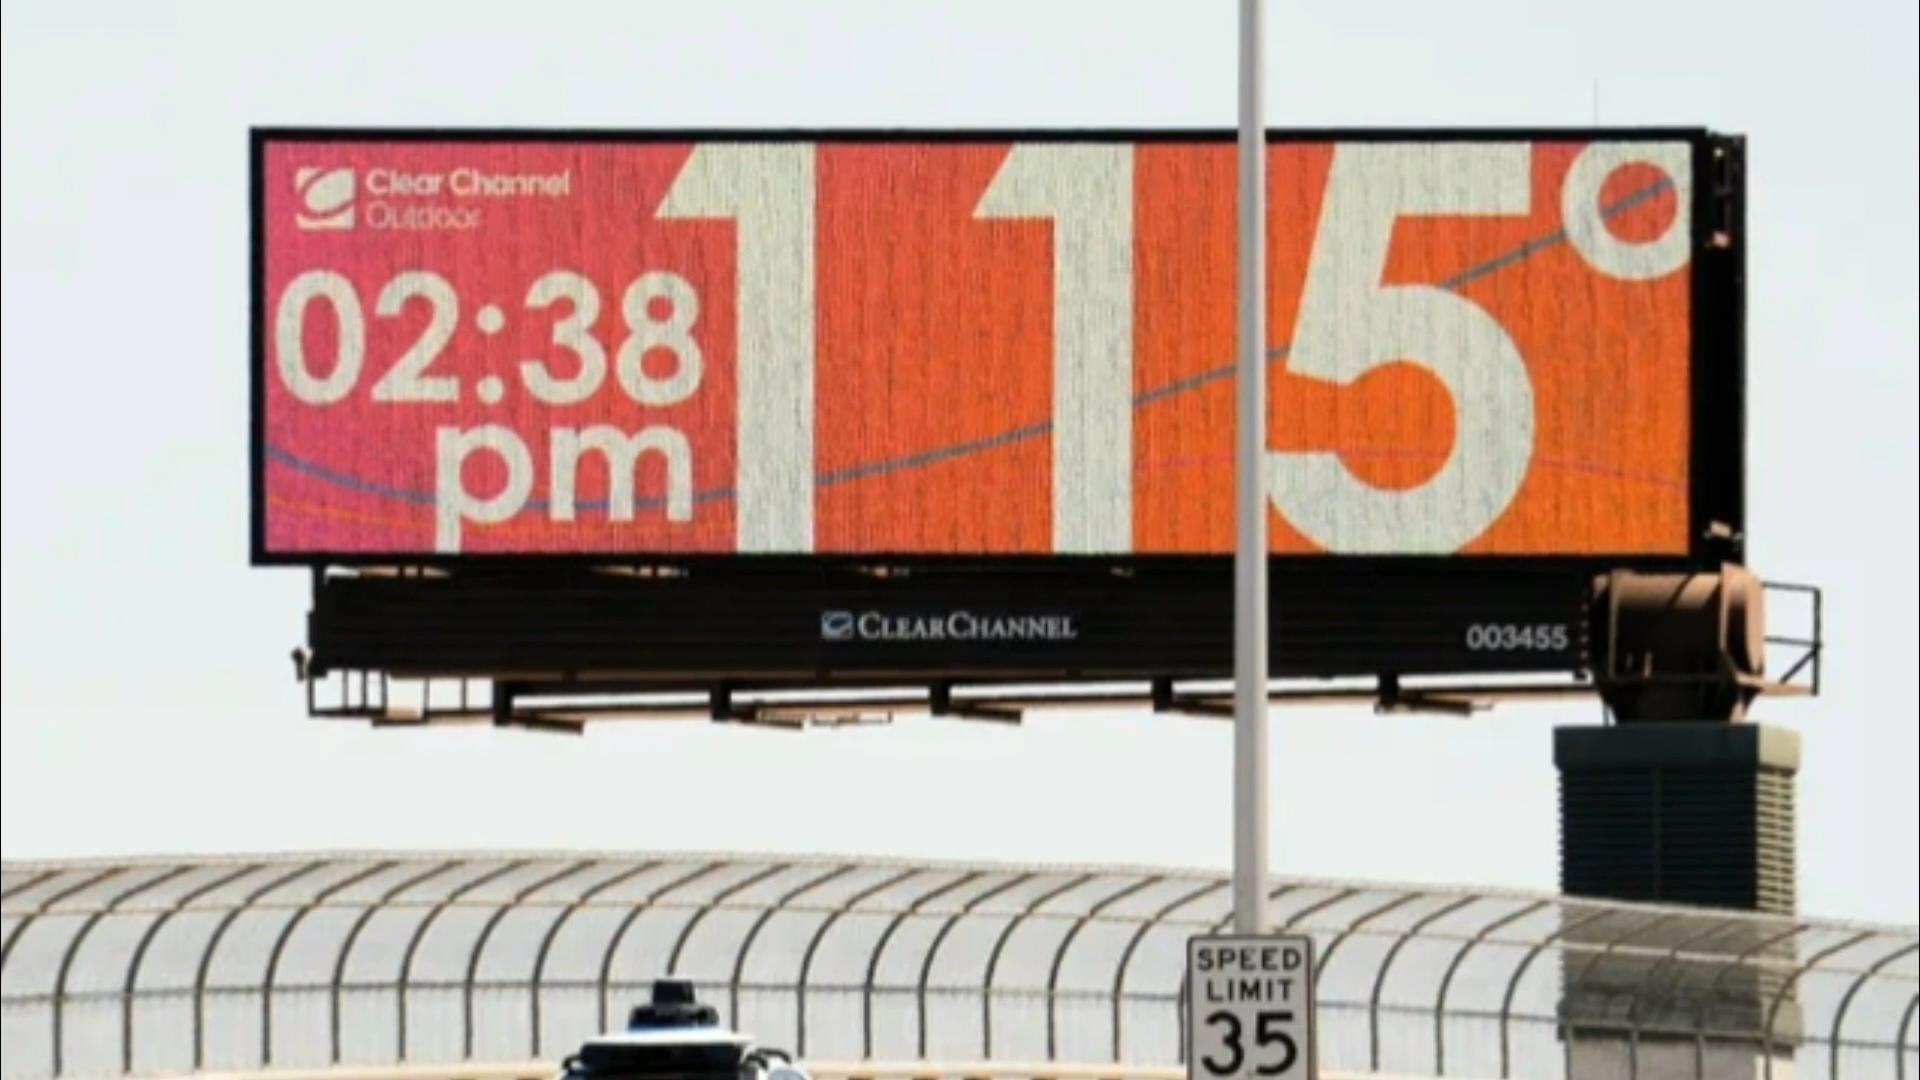 Clear Channel
Outdoor
02:38
pm
115°
CLEARCHANNEL
003455
SPEED
LIMIT
35